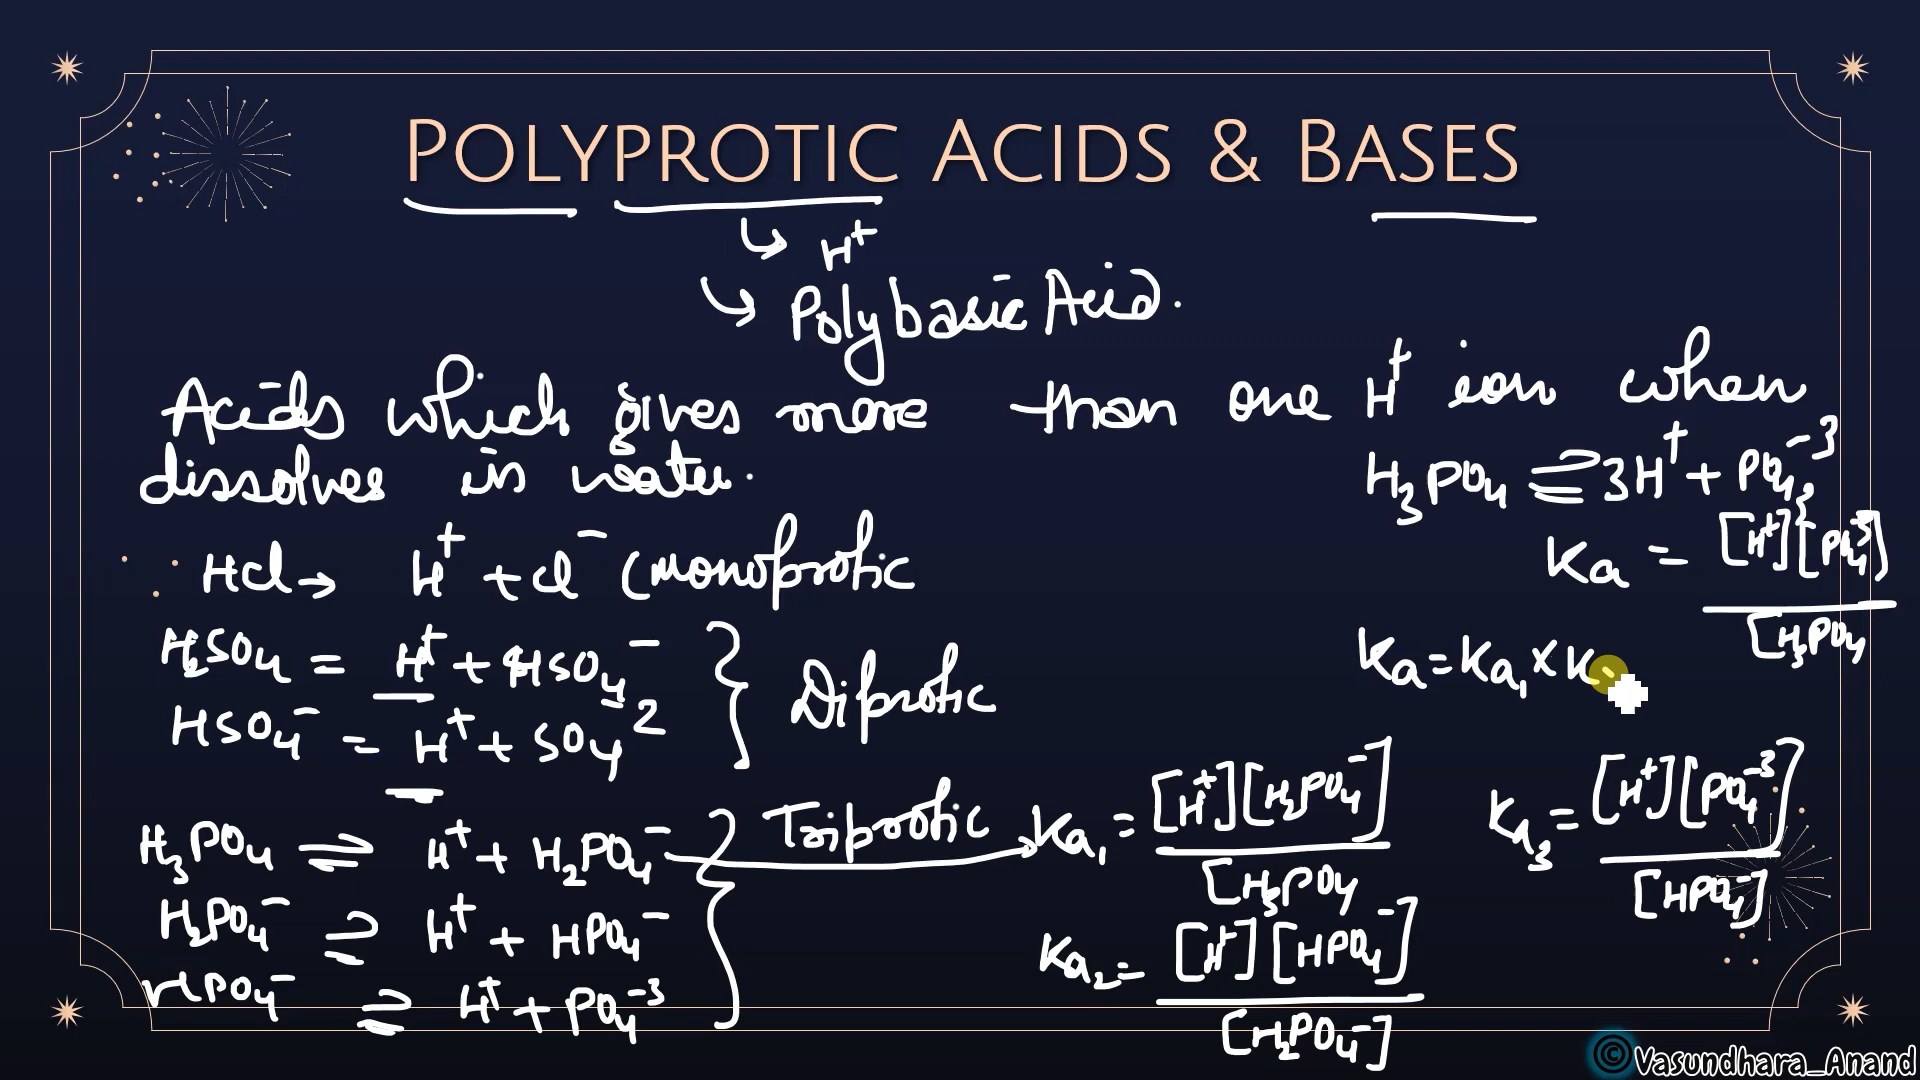 POLYPROTIC ACIDS & BASES
↳ H⁺
↳ Polybasic Acid.
Acids which gives more than one H⁺ ion when
dissolves in water.
H₃PO₄ ⇌ 3H⁺ + PO₄⁻³
Ka = [H⁺][PO₄⁻³] / [H₃PO₄
HCl → H⁺ + Cl⁻ (Monoprotic
H₂SO₄ = H⁺ + HSO₄⁻
HSO₄⁻ = H⁺ + SO₄⁻²
} Diprotic
Ka = Ka₁ × K
H₃PO₄ ⇌ H⁺ + H₂PO₄⁻
H₂PO₄⁻ ⇌ H⁺ + HPO₄⁻
HPO₄⁻ ⇌ H⁺ + PO₄⁻³
} Triprotic
Ka₁ = [H⁺][H₂PO₄⁻] / [H₃PO₄
Ka₂ = [H⁺][HPO₄⁻] / [H₂PO₄⁻]
Ka₃ = [H⁺][PO₄⁻³] / [HPO₄⁻]
© Vasundhara_Anand